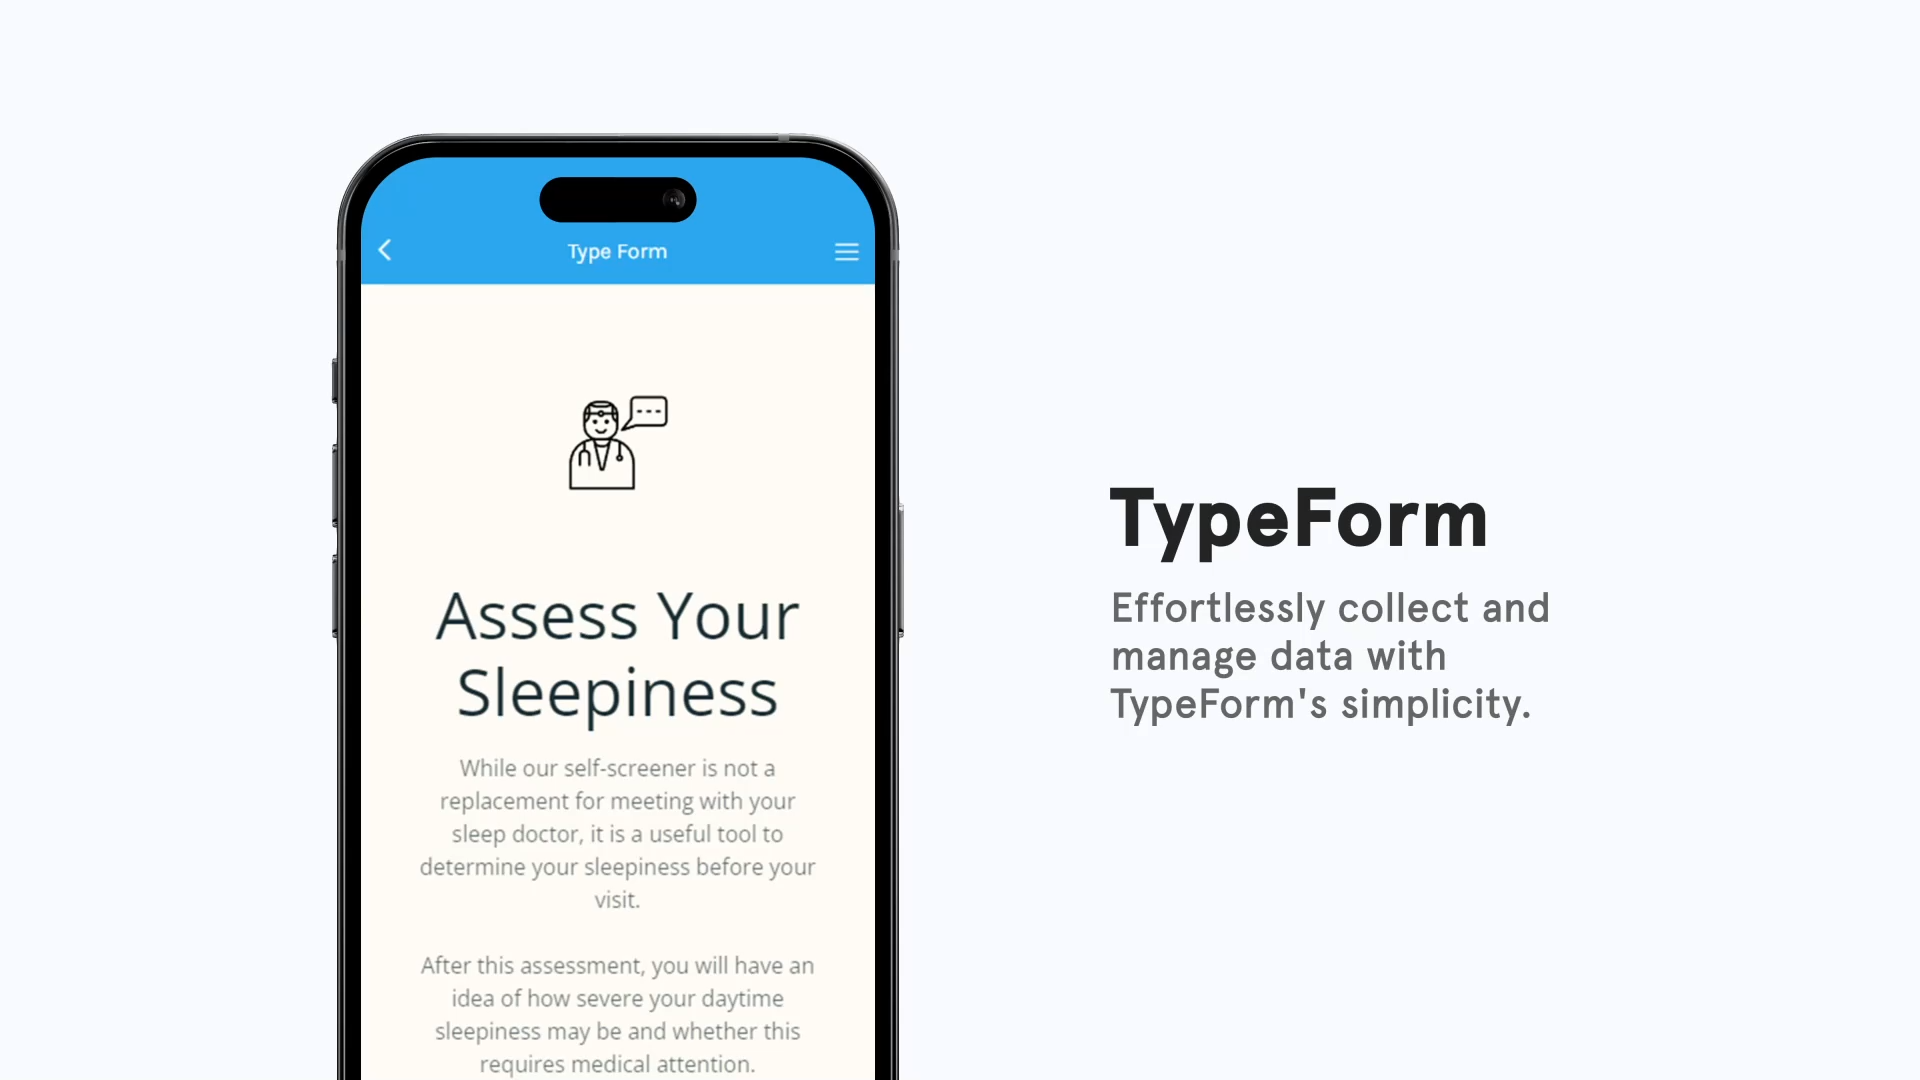 Type Form
Assess Your
Sleepiness
While our self-screener is not a
replacement for meeting with your
sleep doctor, it is a useful tool to
determine your sleepiness before your
visit.
After this assessment, you will have an
idea of how severe your daytime
sleepiness may be and whether this
requires medical attention.
TypeForm
Effortlessly collect and
manage data with
TypeForm's simplicity.